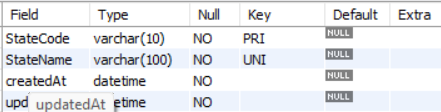 Field Type Null Key Default Extra
StateCode varchar(10) NO PRI NULL
StateName varchar(100) NO UNI NULL
createdAt datetime NO NULL
upd updatedAt etime NO NULL